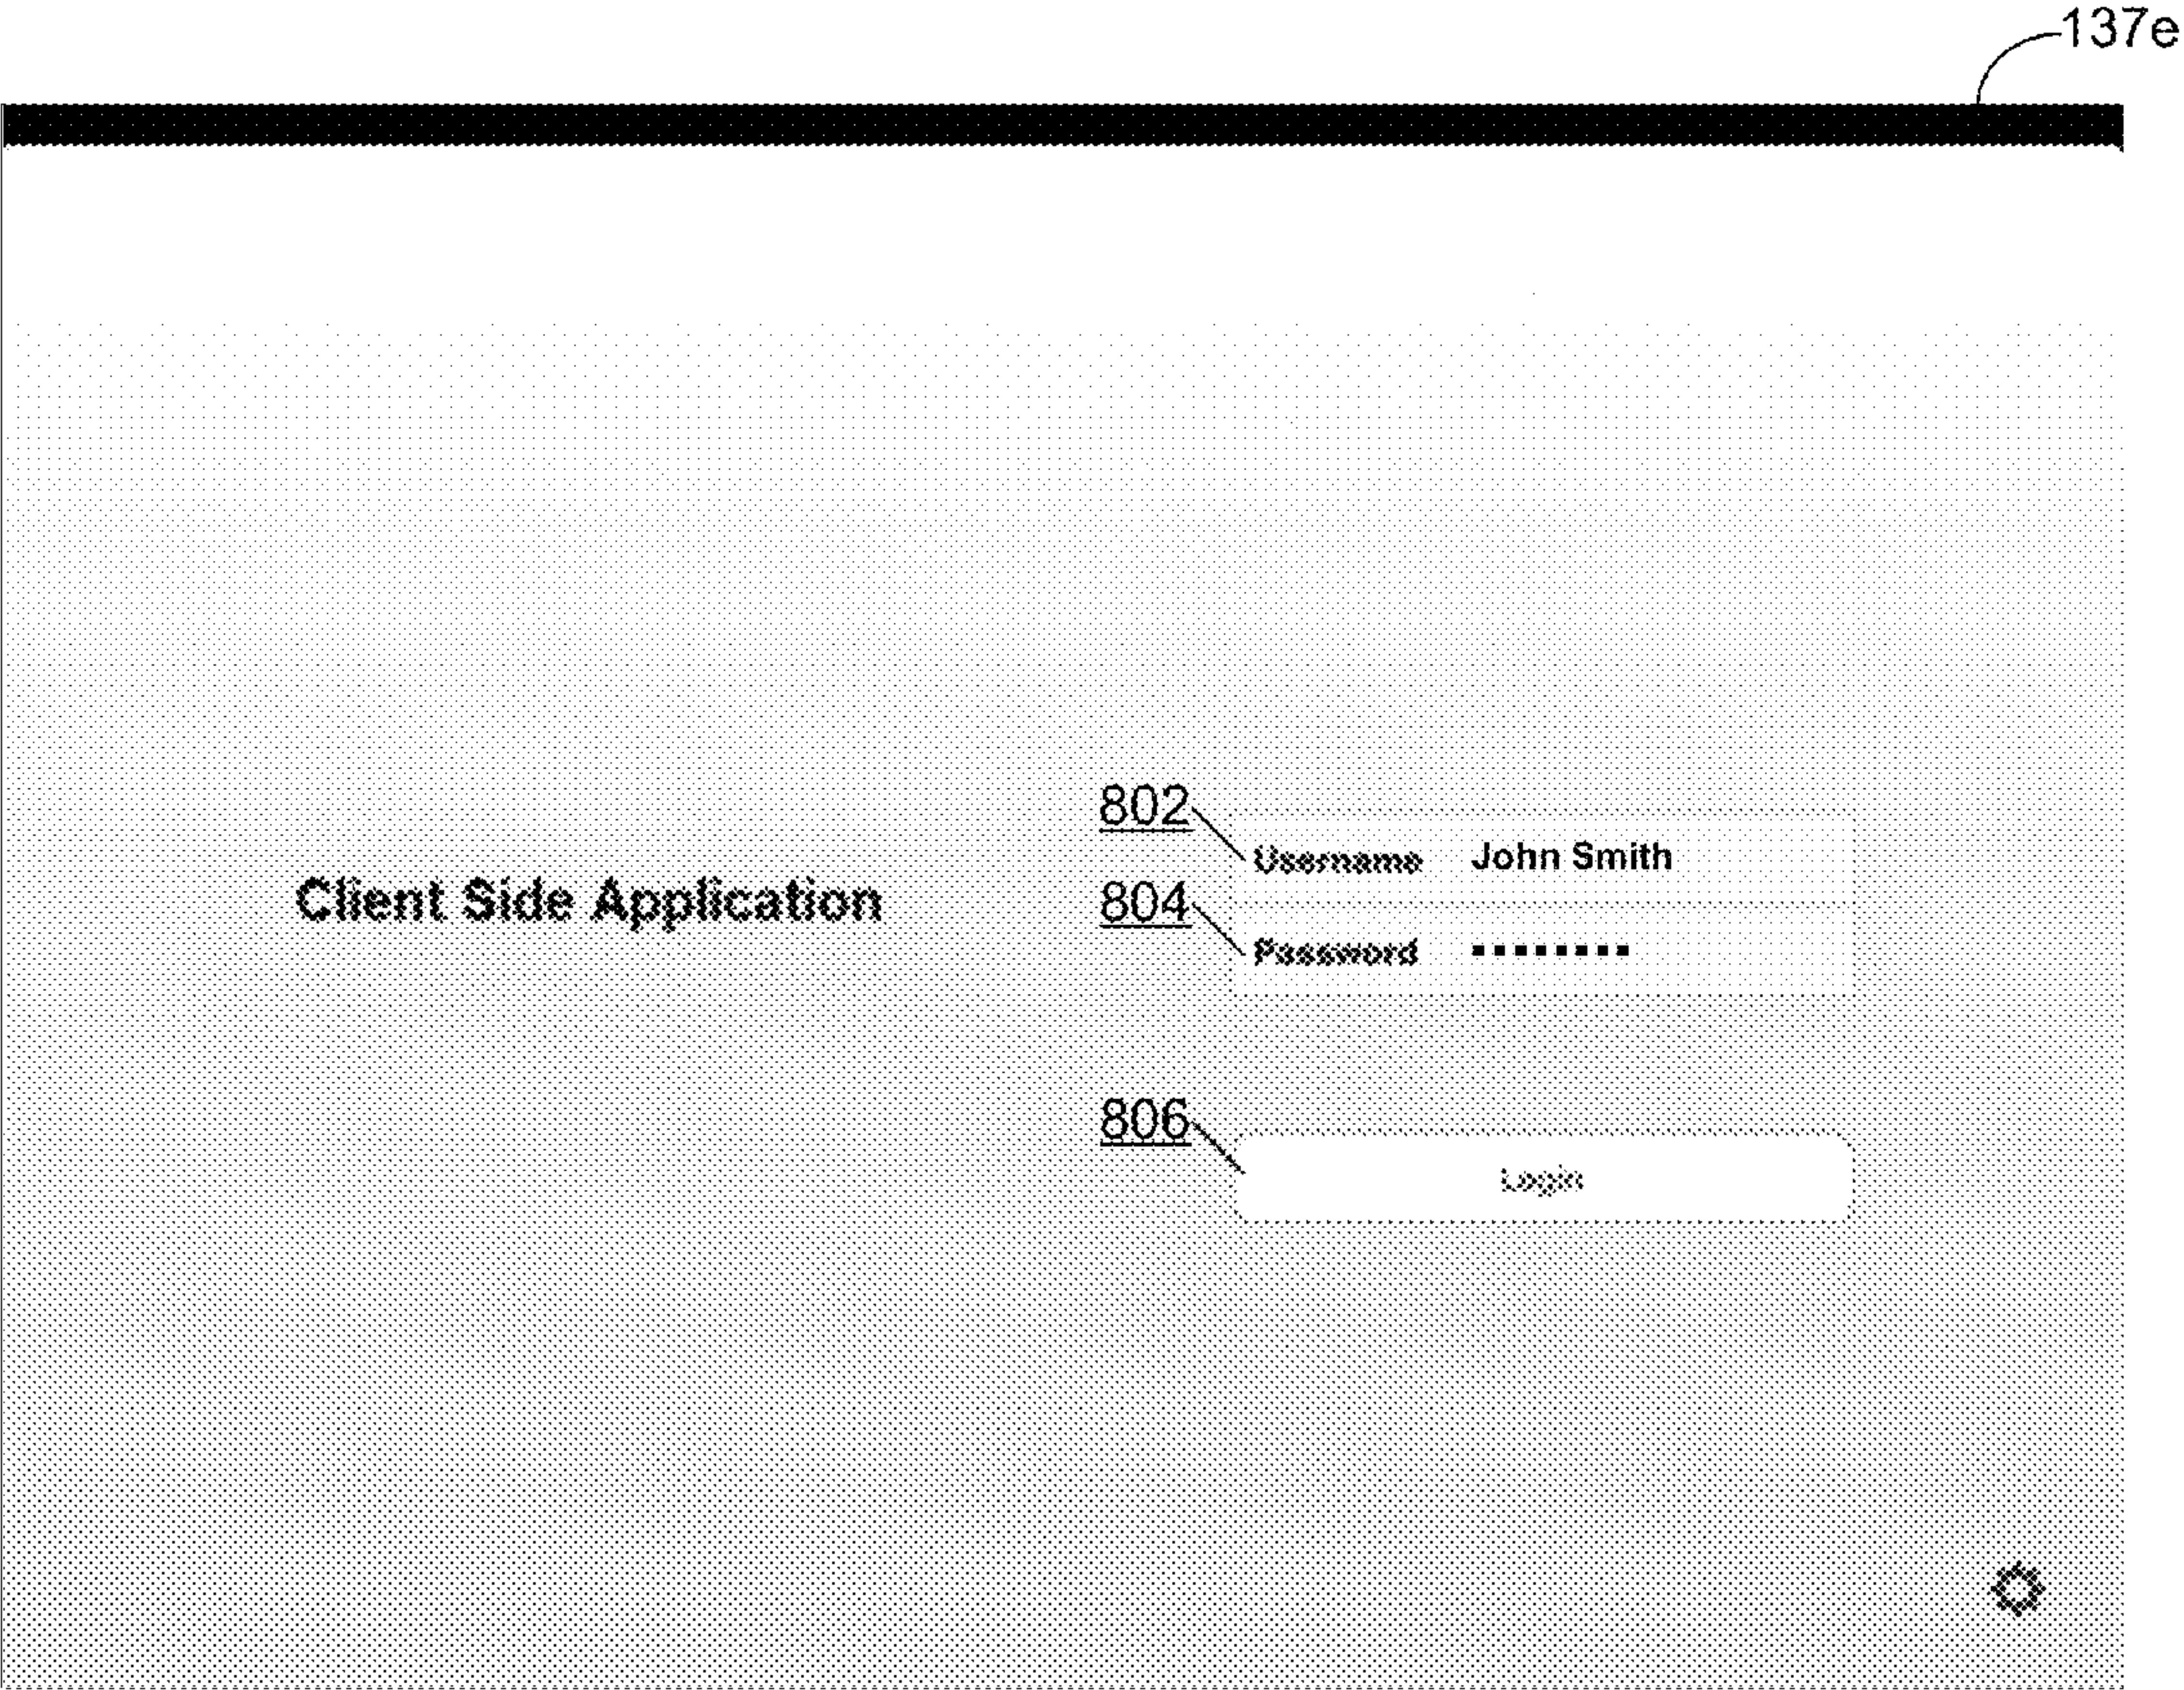 137e
802
Username John Smith
Client Side Application
804
Password ▪▪▪▪▪▪▪▪
806
Login